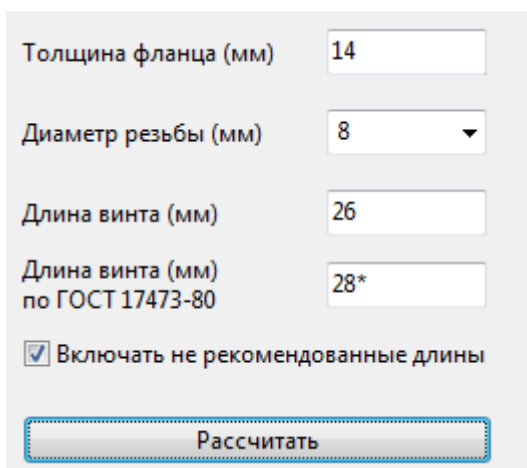 Толщина фланца (мм) 14
Диаметр резьбы (мм) 8
Длина винта (мм) 26
Длина винта (мм)
по ГОСТ 17473-80 28*
Включать не рекомендованные длины
Рассчитать